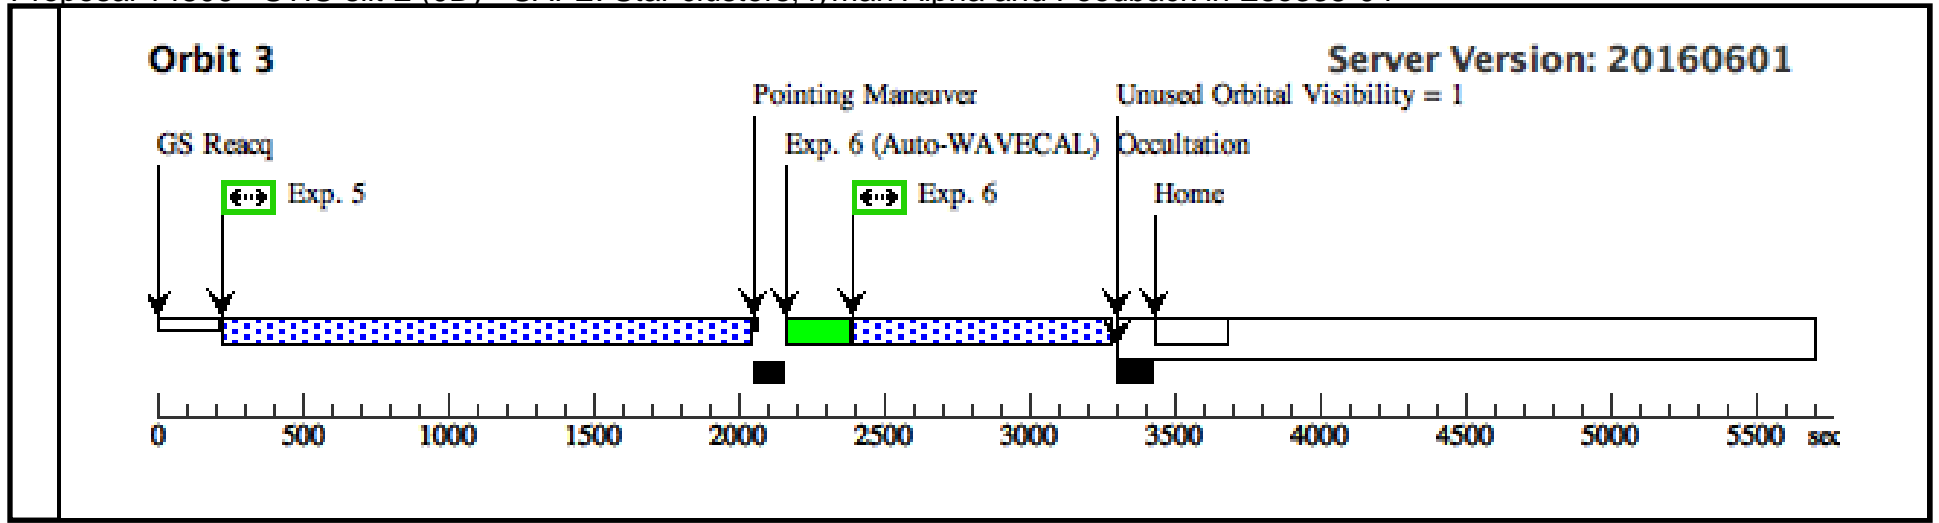 Orbit 3
Server Version: 20160601
Pointing Maneuver
Unused Orbital Visibility = 1
GS Reacq
Exp. 6 (Auto-WAVECAL)
Occultation
Exp. 5
Exp. 6
Home
0 500 1000 1500 2000 2500 3000 3500 4000 4500 5000 5500 sec